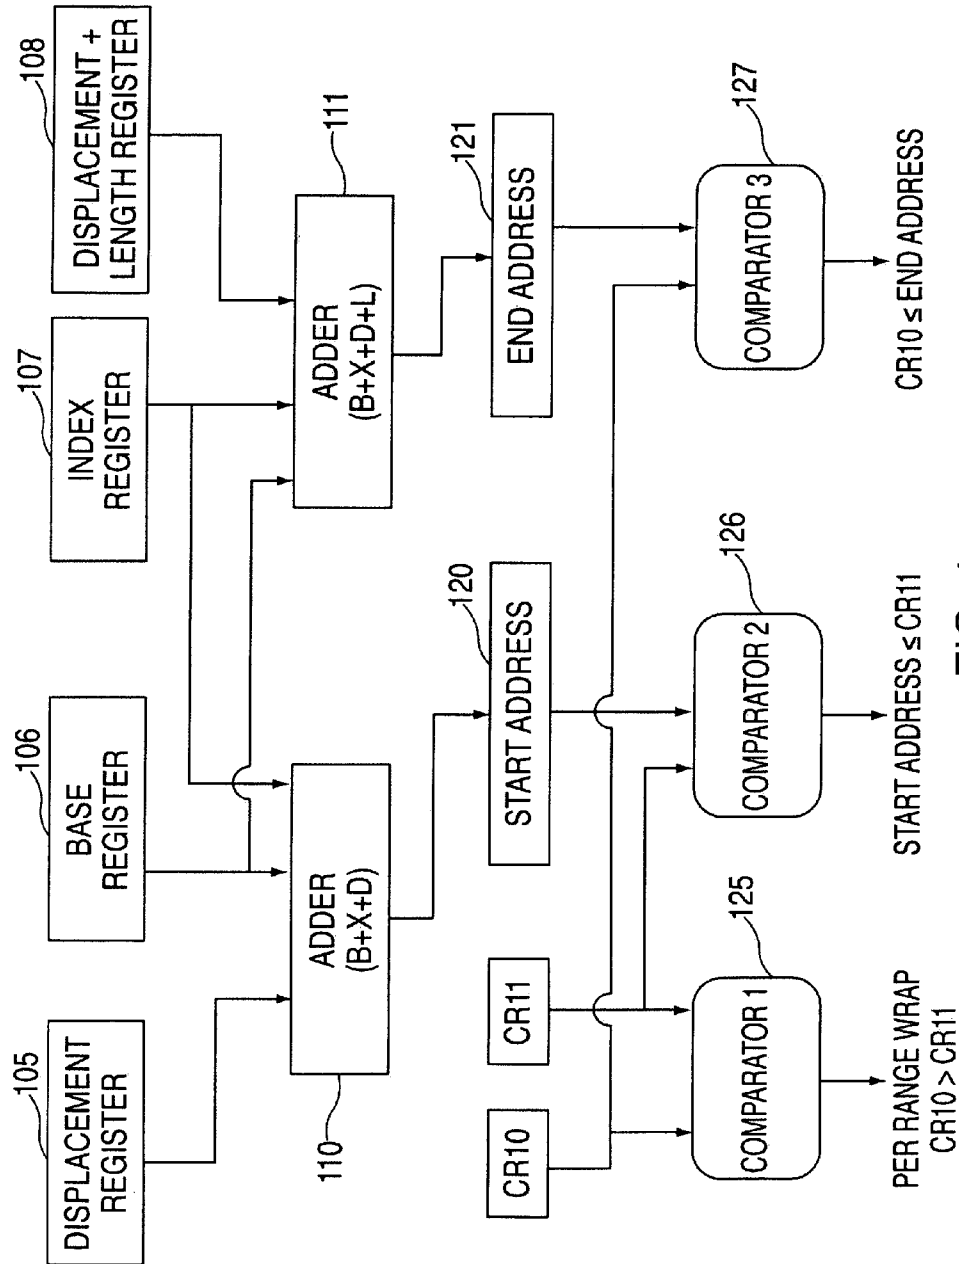 105
DISPLACEMENT
REGISTER
106
BASE
REGISTER
107
INDEX
REGISTER
108
DISPLACEMENT +
LENGTH REGISTER
110
ADDER
(B+X+D)
111
ADDER
(B+X+D+L)
CR10
CR11
120
START ADDRESS
121
END ADDRESS
125
COMPARATOR 1
126
COMPARATOR 2
127
COMPARATOR 3
PER RANGE WRAP
CR10 > CR11
START ADDRESS ≤ CR11
CR10 ≤ END ADDRESS
FIG.